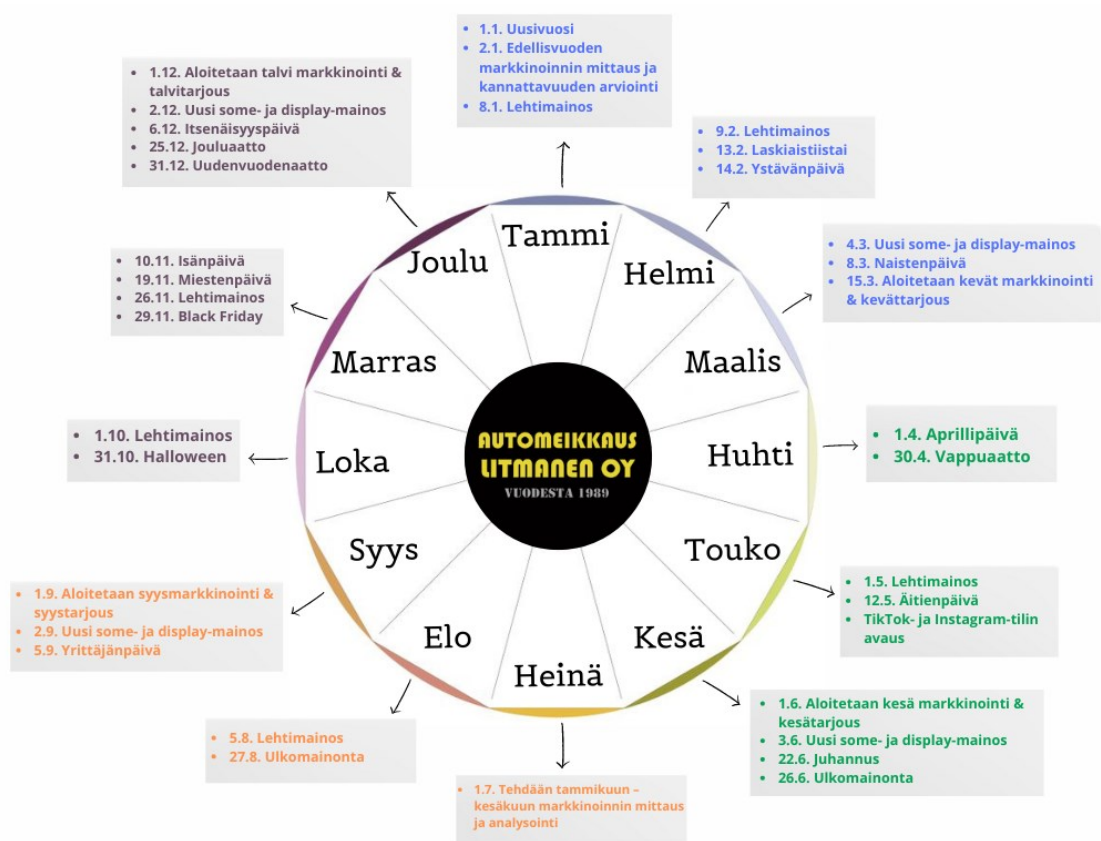 1.1. Uusivuosi
2.1. Edellisvuoden
markkinoinnin mittaus ja
kannattavuuden arviointi
8.1. Lehtimainos
9.2. Lehtimainos
13.2. Laskiaistiistai
14.2. Ystävänpäivä
4.3. Uusi some- ja display-mainos
8.3. Naistenpäivä
15.3. Aloitetaan kevät markkinointi
& kevättarjous
1.4. Aprillipäivä
30.4. Vappuaatto
1.5. Lehtimainos
12.5. Äitienpäivä
TikTok- ja Instagram-tilin
avaus
1.6. Aloitetaan kesä markkinointi &
kesätarjous
3.6. Uusi some- ja display-mainos
22.6. Juhannus
26.6. Ulkomainonta
1.7. Tehdään tammikuun –
kesäkuun markkinoinnin mittaus
ja analysointi
5.8. Lehtimainos
27.8. Ulkomainonta
1.9. Aloitetaan syysmarkkinointi &
syystarjous
2.9. Uusi some- ja display-mainos
5.9. Yrittäjänpäivä
1.10. Lehtimainos
31.10. Halloween
10.11. Isänpäivä
19.11. Miestenpäivä
26.11. Lehtimainos
29.11. Black Friday
1.12. Aloitetaan talvi markkinointi &
talvitarjous
2.12. Uusi some- ja display-mainos
6.12. Itsenäisyyspäivä
25.12. Jouluaatto
31.12. Uudenvuodenaatto
Tammi
Helmi
Maalis
Huhti
Touko
Kesä
Heinä
Elo
Syys
Loka
Marras
Joulu
AUTOMEIKKAUS
LITMANEN OY
VUODESTA 1989